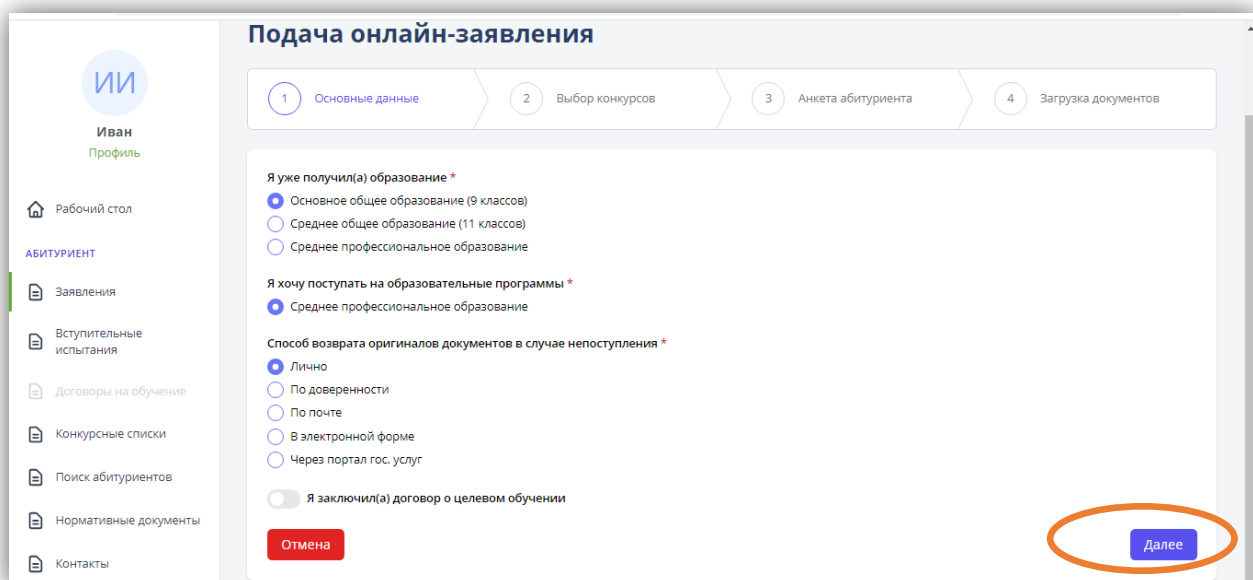 Подача онлайн-заявления
ИИ
Иван
Профиль
Рабочий стол
АБИТУРИЕНТ
Заявления
Вступительные
испытания
Договоры на обучение
Конкурсные списки
Поиск абитуриентов
Нормативные документы
Контакты
1 Основные данные
2 Выбор конкурсов
3 Анкета абитуриента
4 Загрузка документов
Я уже получил(а) образование *
Основное общее образование (9 классов)
Среднее общее образование (11 классов)
Среднее профессиональное образование
Я хочу поступать на образовательные программы *
Среднее профессиональное образование
Способ возврата оригиналов документов в случае непоступления *
Лично
По доверенности
По почте
В электронной форме
Через портал гос. услуг
Я заключил(а) договор о целевом обучении
Отмена
Далее